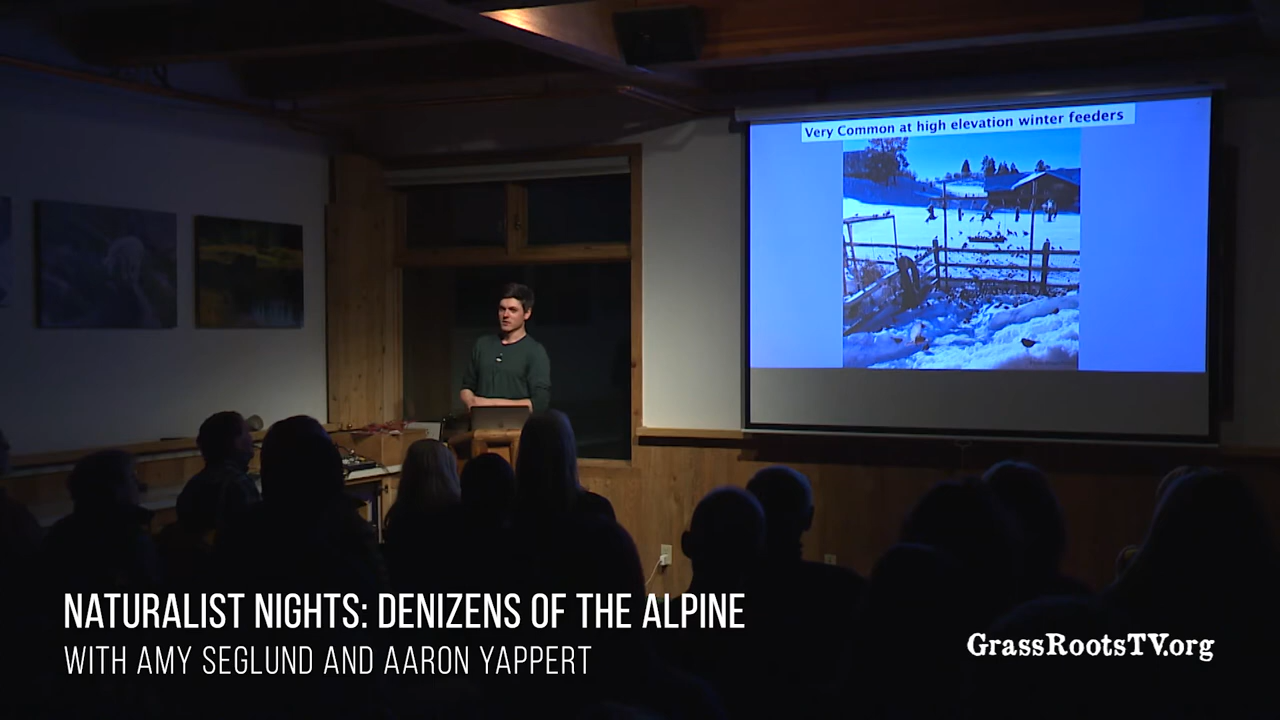 Very Common at high elevation winter feeders
NATURALIST NIGHTS: DENIZENS OF THE ALPINE
WITH AMY SEGLUND AND AARON YAPPERT
GrassRootsTV.org